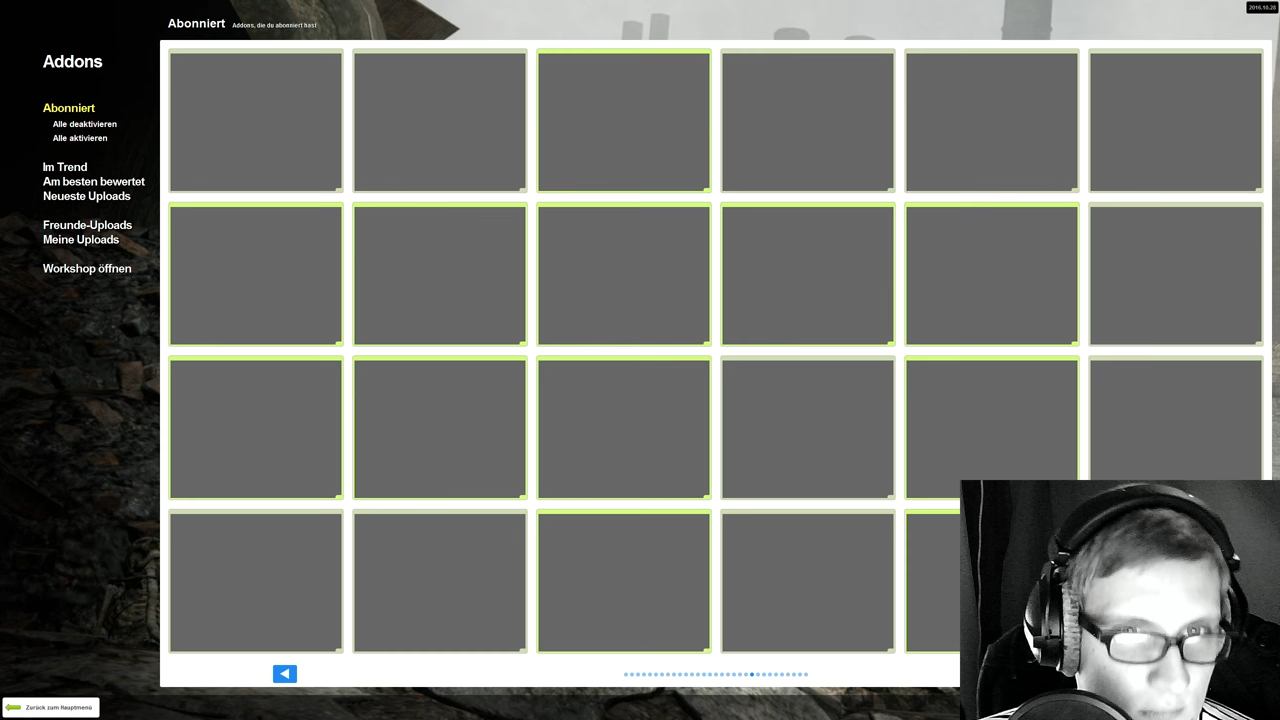 Abonniert Addons, die du abonniert hast
2016.10.28
Addons
Abonniert
Alle deaktivieren
Alle aktivieren
Im Trend
Am besten bewertet
Neueste Uploads
Freunde-Uploads
Meine Uploads
Workshop öffnen
Zurück zum Hauptmenü